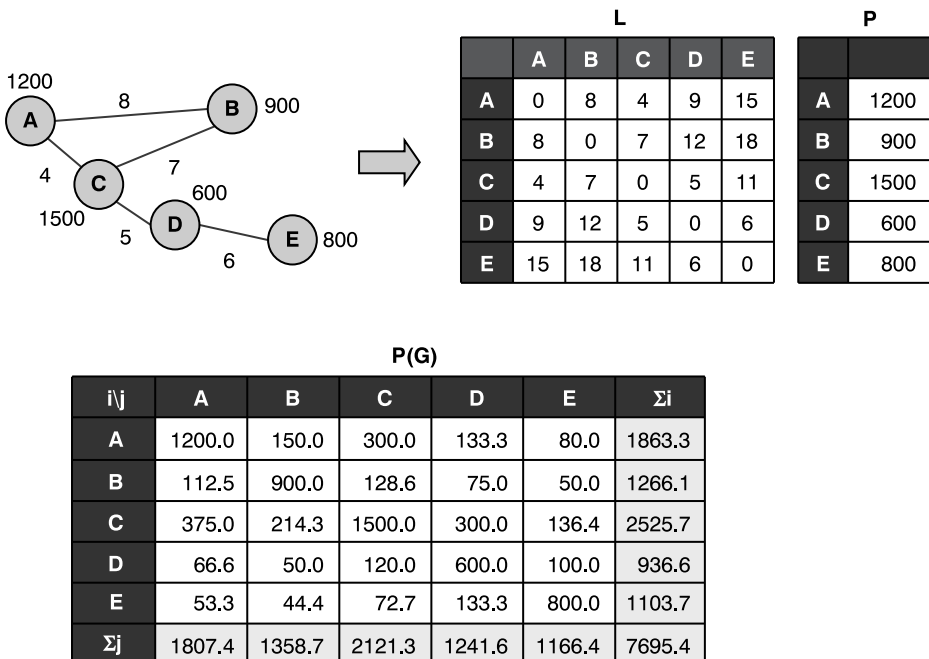 1200
A
8
B
900
4
C
7
1500
600
D
5
E
800
6
L
A B C D E
A 0 8 4 9 15
B 8 0 7 12 18
C 4 7 0 5 11
D 9 12 5 0 6
E 15 18 11 6 0
P
A 1200
B 900
C 1500
D 600
E 800
P(G)
i\j A B C D E Σi
A 1200.0 150.0 300.0 133.3 80.0 1863.3
B 112.5 900.0 128.6 75.0 50.0 1266.1
C 375.0 214.3 1500.0 300.0 136.4 2525.7
D 66.6 50.0 120.0 600.0 100.0 936.6
E 53.3 44.4 72.7 133.3 800.0 1103.7
Σj 1807.4 1358.7 2121.3 1241.6 1166.4 7695.4